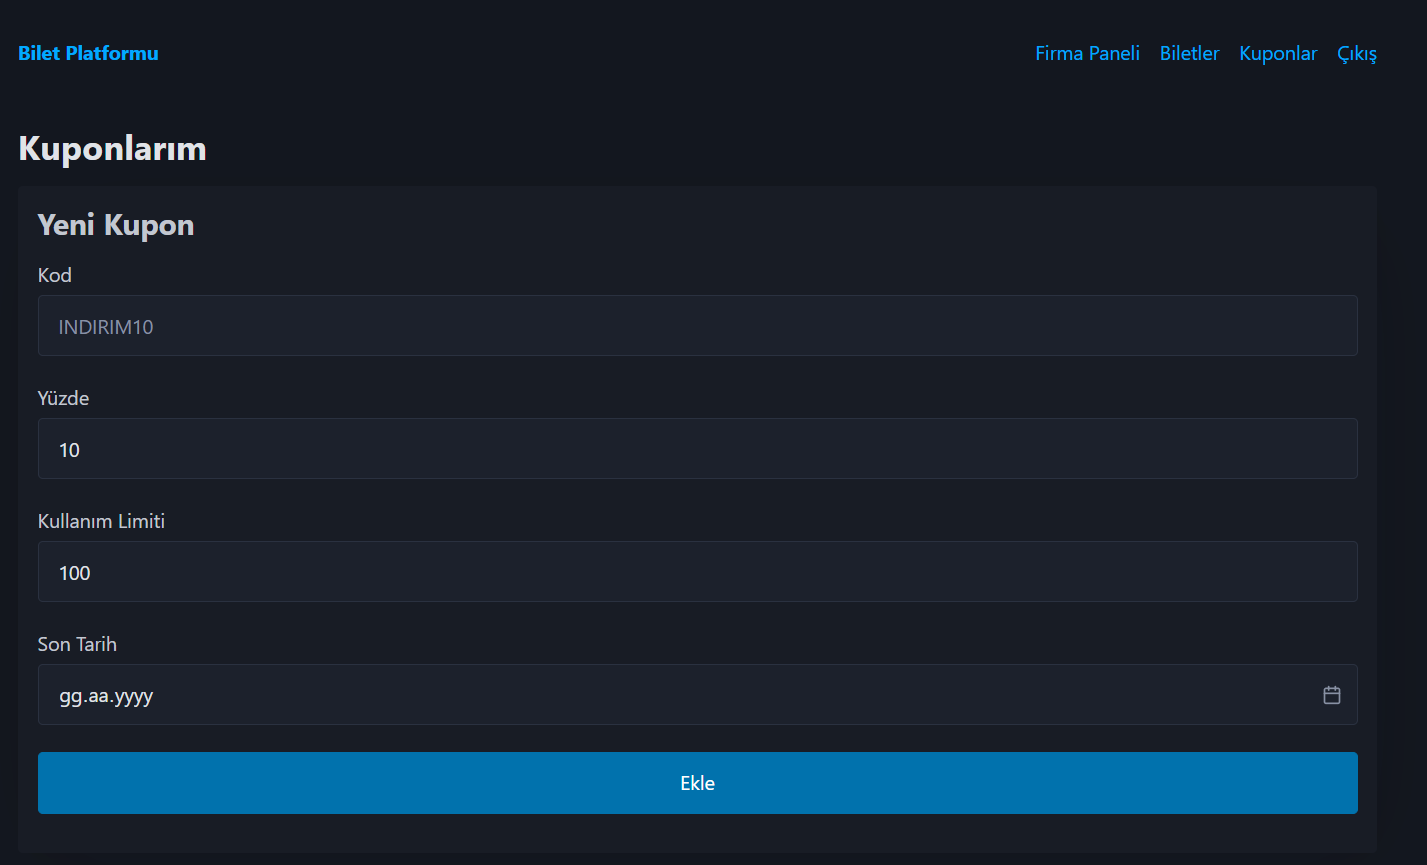 Bilet Platformu
Firma Paneli Biletler Kuponlar Çıkış
Kuponlarım
Yeni Kupon
Kod
INDIRIM10
Yüzde
10
Kullanım Limiti
100
Son Tarih
gg.aa.yyyy
Ekle